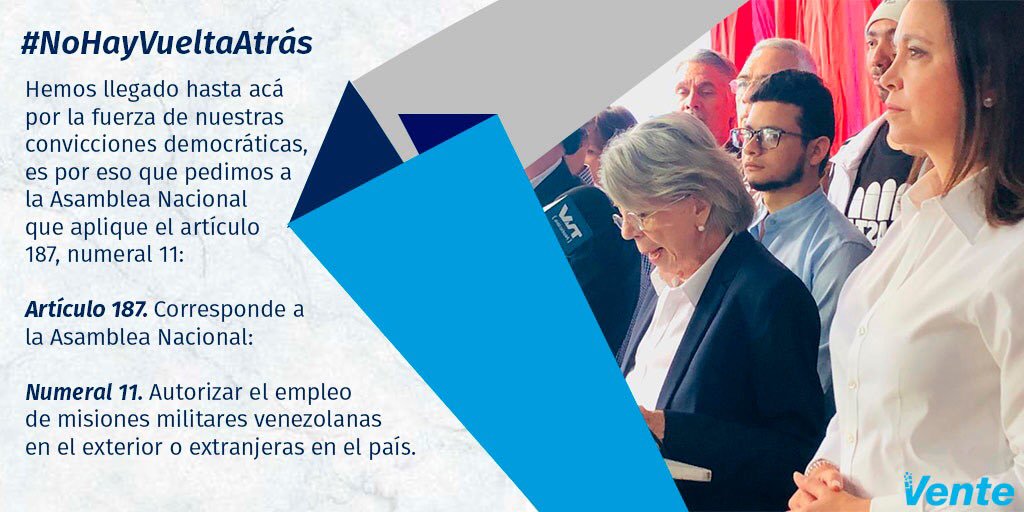 #NoHayVueltaAtrás
Hemos llegado hasta acá
por la fuerza de nuestras
convicciones democráticas,
es por eso que pedimos a
la Asamblea Nacional
que aplique el artículo
187, numeral 11:
Artículo 187. Corresponde a
la Asamblea Nacional:
Numeral 11. Autorizar el empleo
de misiones militares venezolanas
en el exterior o extranjeras en el país.
Vente